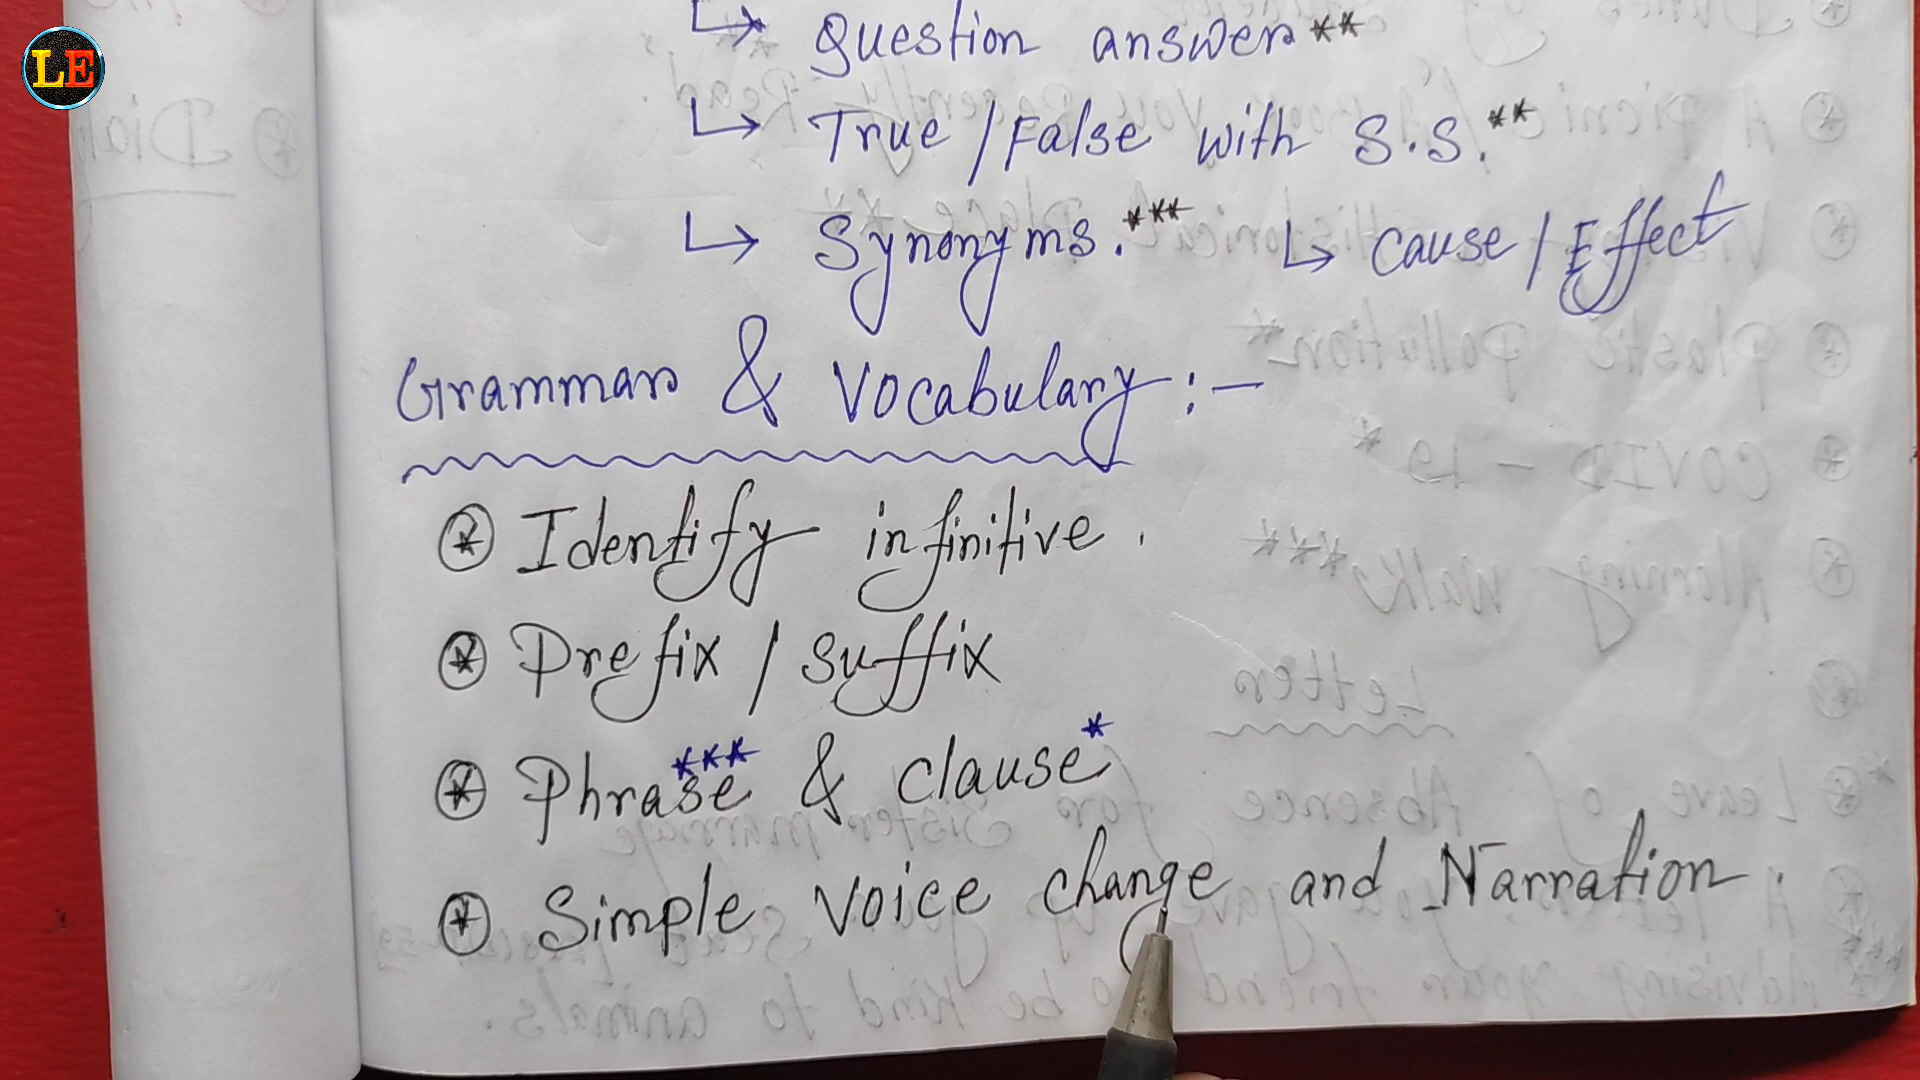 LE
↳ Question answer**
↳ True / False with S.S.**
↳ Synonyms.*** ↳ Cause / Effect
Grammar & Vocabulary :-
⊛ Identify infinitive.
⊛ Prefix / suffix
⊛ Phrase*** & clause*
⊛ Simple Voice change and Narration.